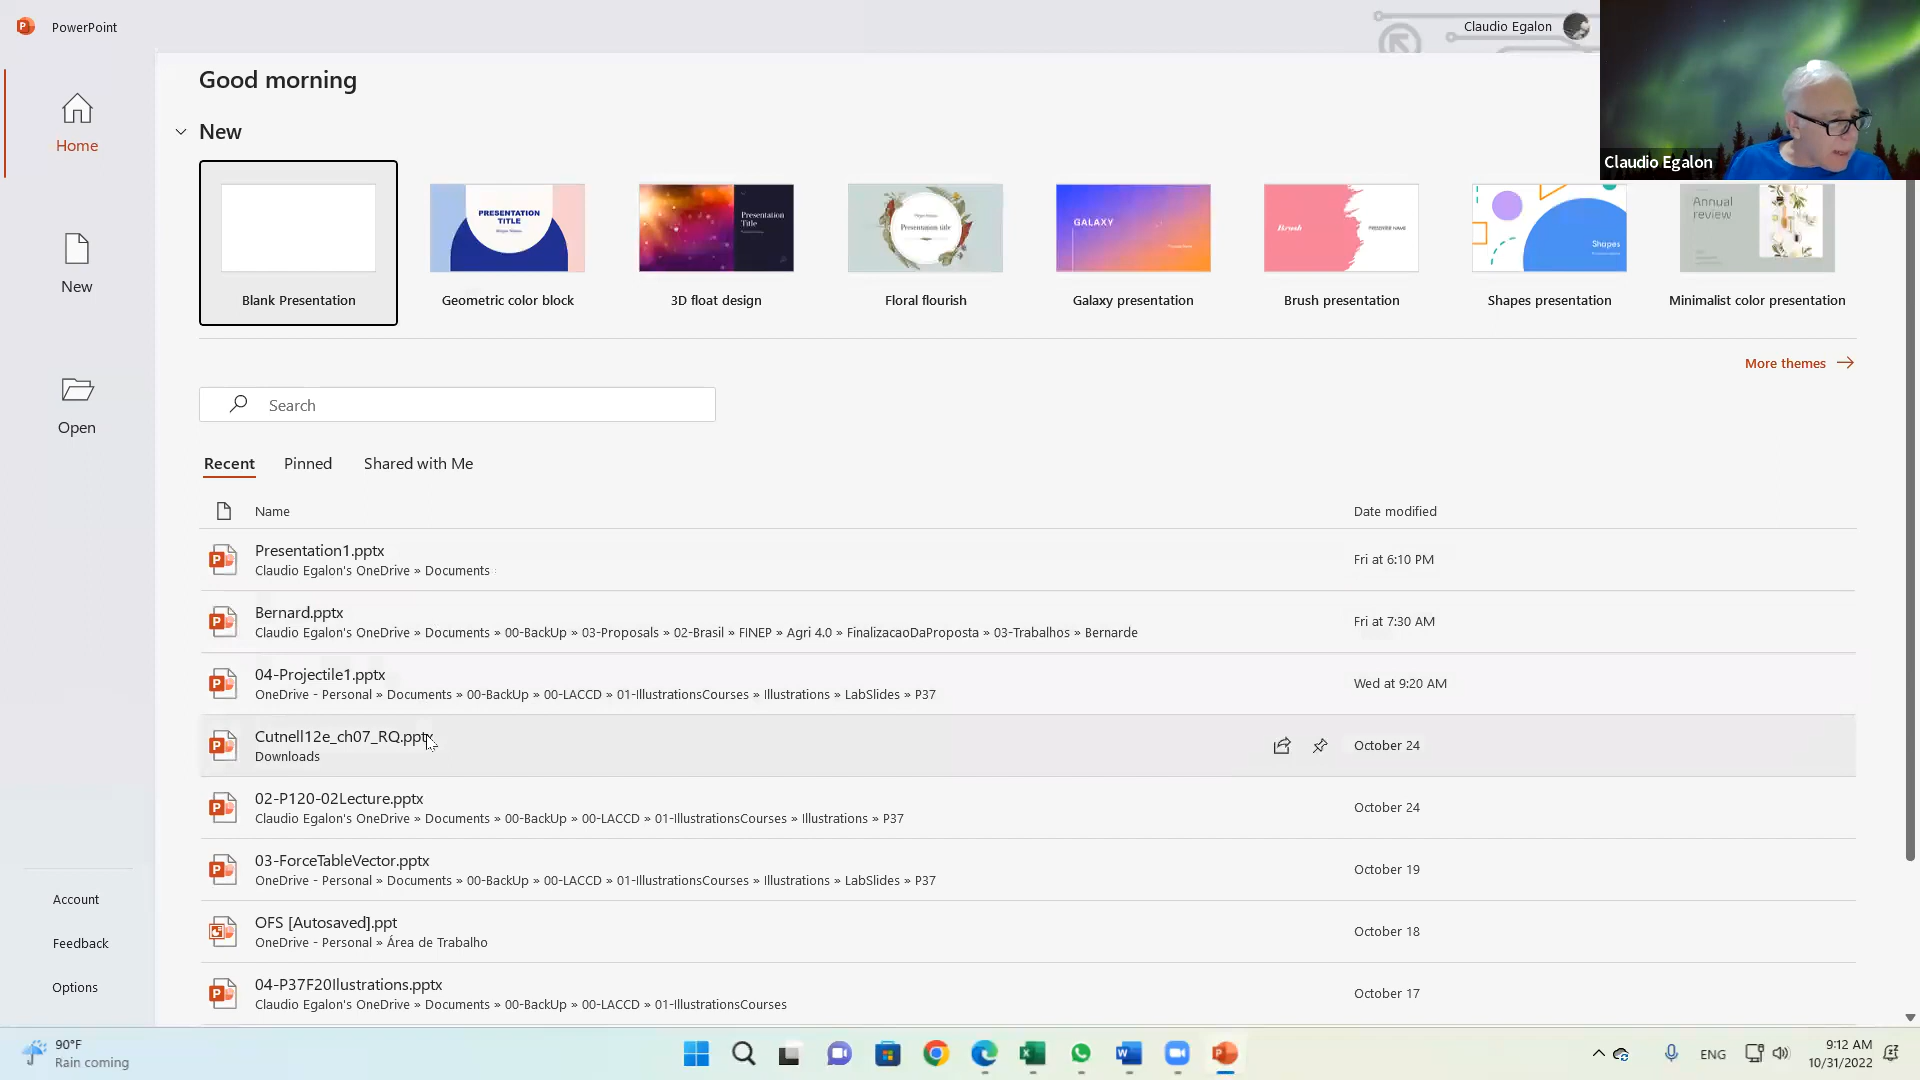 PowerPoint
Claudio Egalon
Claudio Egalon
Good morning
New
Home
New
Open
PRESENTATION
TITLE
Presentation
Title
Presentation title
GALAXY
Brush
PRESENTER NAME
Shapes
Annual
review
Blank Presentation
Geometric color block
3D float design
Floral flourish
Galaxy presentation
Brush presentation
Shapes presentation
Minimalist color presentation
More themes
Search
Recent
Pinned
Shared with Me
Name
Date modified
Presentation1.pptx
Claudio Egalon's OneDrive » Documents
Fri at 6:10 PM
Bernard.pptx
Claudio Egalon's OneDrive » Documents » 00-BackUp » 03-Proposals » 02-Brasil » FINEP » Agri 4.0 » FinalizacaoDaProposta » 03-Trabalhos » Bernarde
Fri at 7:30 AM
04-Projectile1.pptx
OneDrive - Personal » Documents » 00-BackUp » 00-LACCD » 01-IllustrationsCourses » Illustrations » LabSlides » P37
Wed at 9:20 AM
Cutnell12e_ch07_RQ.pptx
Downloads
October 24
02-P120-02Lecture.pptx
Claudio Egalon's OneDrive » Documents » 00-BackUp » 00-LACCD » 01-IllustrationsCourses » Illustrations » P37
October 24
03-ForceTableVector.pptx
OneDrive - Personal » Documents » 00-BackUp » 00-LACCD » 01-IllustrationsCourses » Illustrations » LabSlides » P37
October 19
OFS [Autosaved].ppt
OneDrive - Personal » Área de Trabalho
October 18
04-P37F20Ilustrations.pptx
Claudio Egalon's OneDrive » Documents » 00-BackUp » 00-LACCD » 01-IllustrationsCourses
October 17
Account
Feedback
Options
90°F
Rain coming
ENG
9:12 AM
10/31/2022